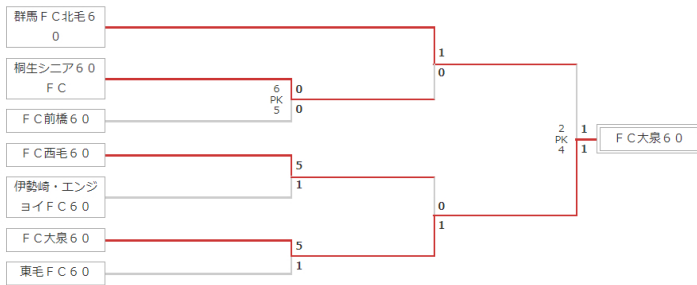 群馬ＦＣ北毛６
０
1
0
桐生シニア６０
ＦＣ
6
PK
5
0
0
ＦＣ前橋６０
2
PK
4
1
1
ＦＣ大泉６０
ＦＣ西毛６０
5
1
伊勢崎・エンジ
ョイＦＣ６０
0
1
ＦＣ大泉６０
5
1
東毛ＦＣ６０